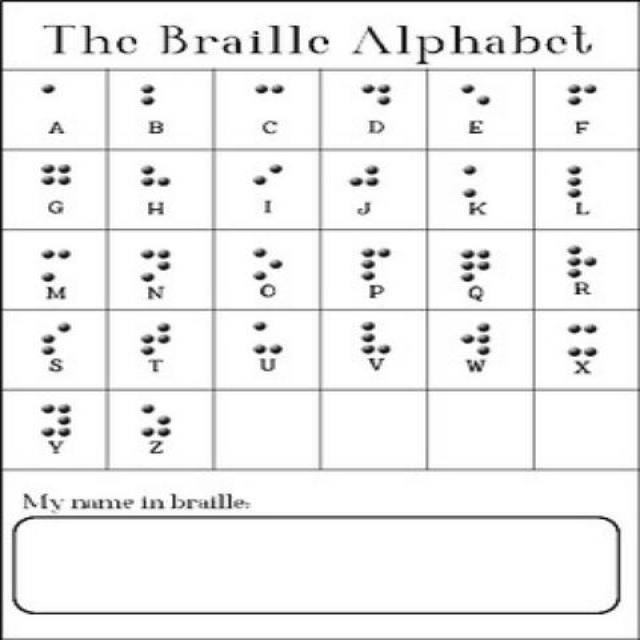 The Braille Alphabet
A B C D E F
G H I J K L
M N O P Q R
S T U V W X
Y Z
My name in braille: